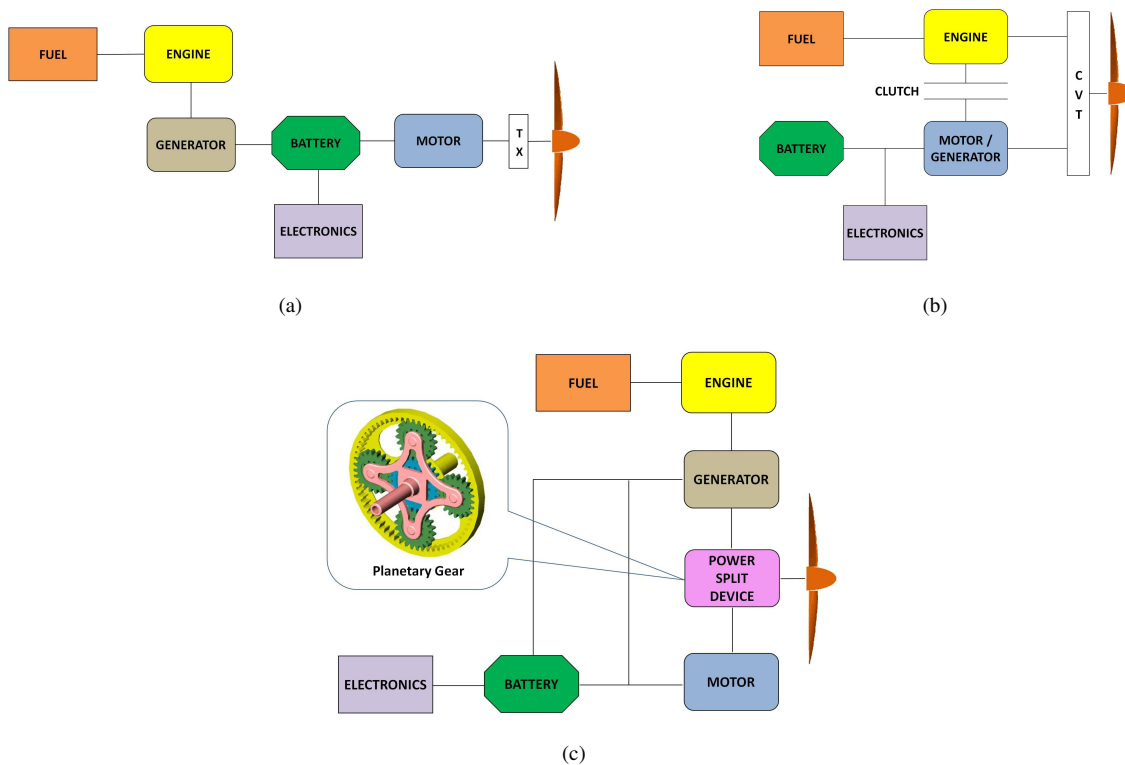 FUEL
ENGINE
GENERATOR
BATTERY
MOTOR
T
X
ELECTRONICS
(a)
FUEL
ENGINE
CLUTCH
C
V
T
BATTERY
MOTOR /
GENERATOR
ELECTRONICS
(b)
FUEL
ENGINE
GENERATOR
Planetary Gear
POWER
SPLIT
DEVICE
ELECTRONICS
BATTERY
MOTOR
(c)